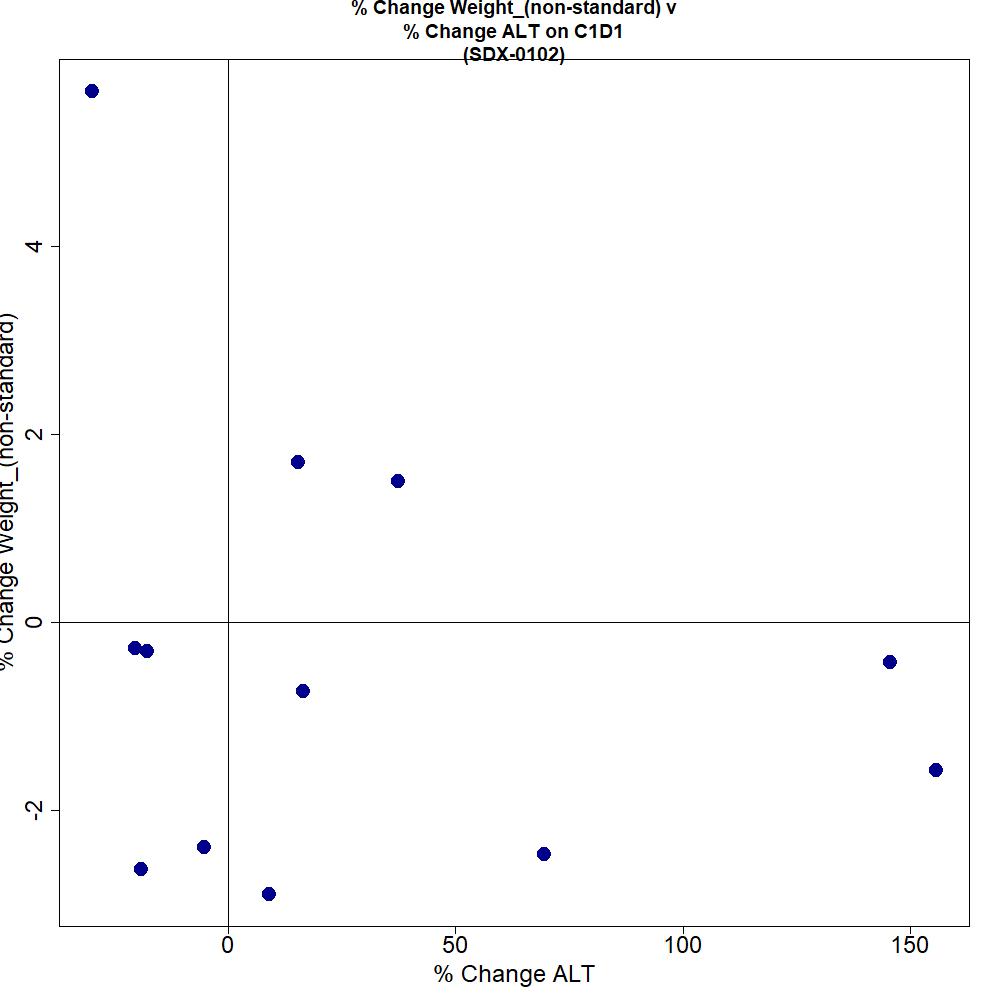 % Change Weight_(non-standard) v
% Change ALT on C1D1
(SDX-0102)
% Change Weight_(non-standard)
4
2
0
-2
0
50
100
150
% Change ALT